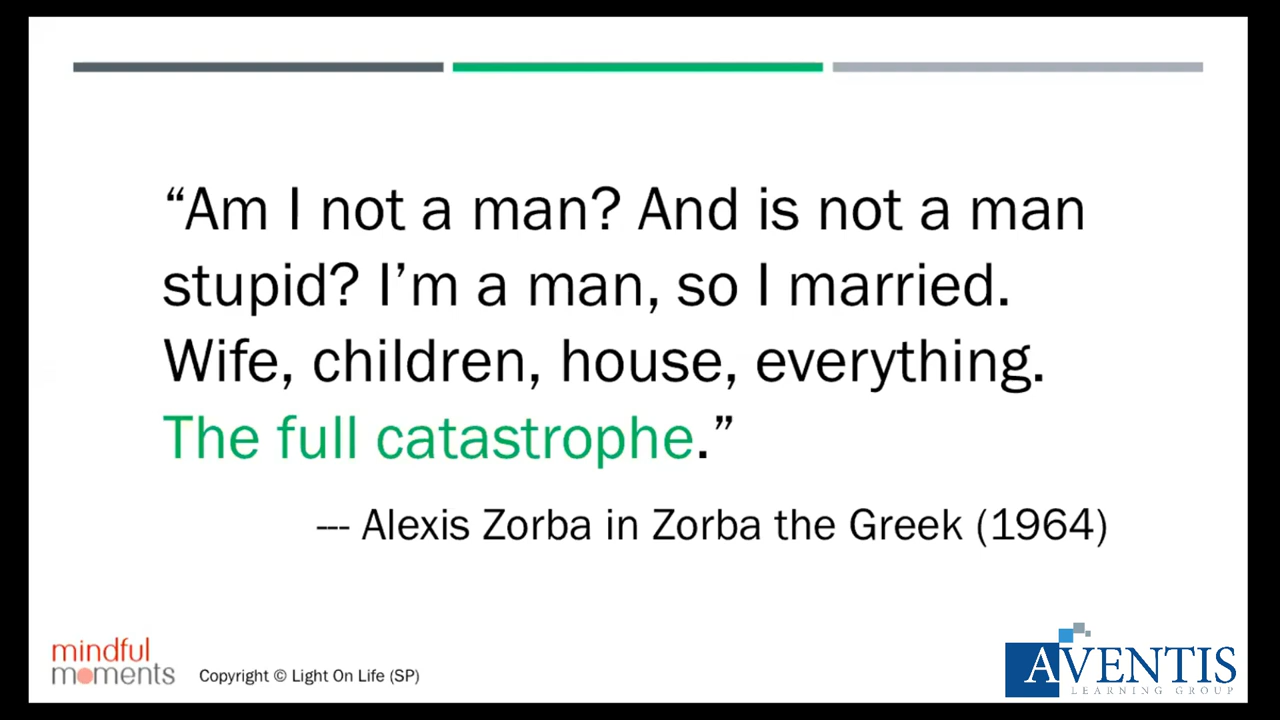 “Am I not a man? And is not a man
stupid? I’m a man, so I married.
Wife, children, house, everything.
The full catastrophe.”
--- Alexis Zorba in Zorba the Greek (1964)
mindful
moments
Copyright © Light On Life (SP)
AVENTIS
LEARNING GROUP